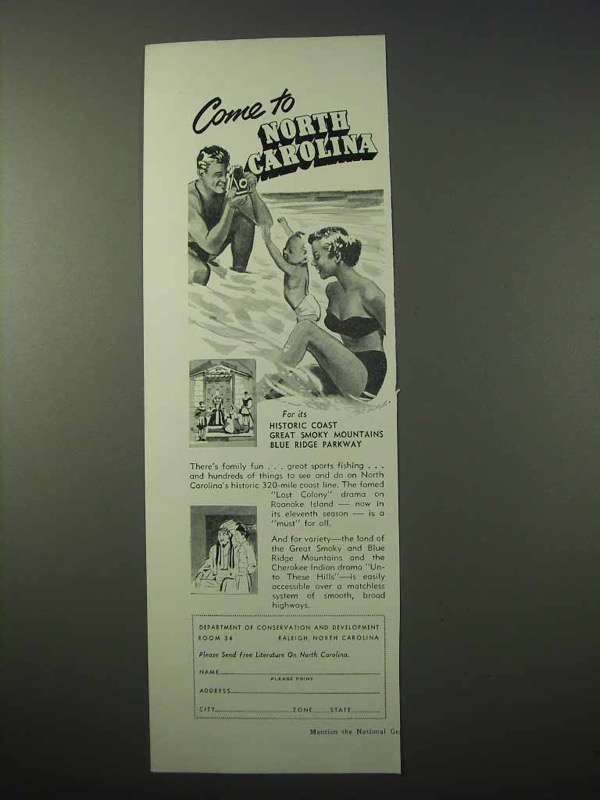 Come to
NORTH
CAROLINA
For its
HISTORIC COAST
GREAT SMOKY MOUNTAINS
BLUE RIDGE PARKWAY
There's family fun . . . great sports fishing . . .
and hundreds of things to see and do on North
Carolina's historic 320-mile coast line. The famed
"Lost Colony" drama on
Roanoke Island — now in
its eleventh season — is a
"must" for all.
And for variety—the land of
the Great Smoky and Blue
Ridge Mountains and the
Cherokee Indian drama "Un-
to These Hills"—is easily
accessible over a matchless
system of smooth, broad
highways.
DEPARTMENT OF CONSERVATION AND DEVELOPMENT
ROOM 34 RALEIGH, NORTH CAROLINA
Please Send Free Literature On North Carolina.
NAME
PLEASE PRINT
ADDRESS
CITY ZONE STATE
Mention the National Ge